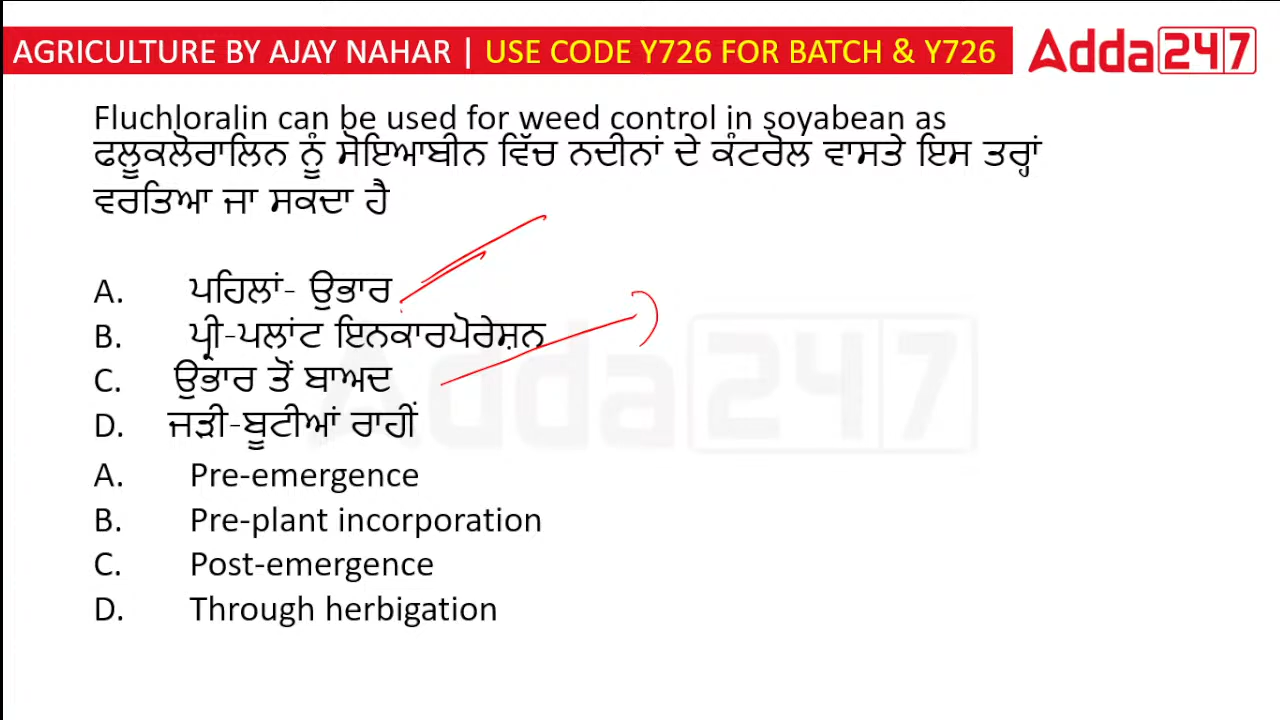 AGRICULTURE BY AJAY NAHAR | USE CODE Y726 FOR BATCH & Y726
Adda247
Fluchloralin can be used for weed control in soyabean as
ਫਲੂਕਲੋਰਾਲਿਨ ਨੂੰ ਸੋਇਆਬੀਨ ਵਿੱਚ ਨਦੀਨਾਂ ਦੇ ਕੰਟਰੋਲ ਵਾਸਤੇ ਇਸ ਤਰ੍ਹਾਂ
ਵਰਤਿਆ ਜਾ ਸਕਦਾ ਹੈ
A. ਪਹਿਲਾਂ- ਉਭਾਰ
B. ਪ੍ਰੀ-ਪਲਾਂਟ ਇਨਕਾਰਪੋਰੇਸ਼ਨ
C. ਉਭਾਰ ਤੋਂ ਬਾਅਦ
D. ਜੜੀ-ਬੂਟੀਆਂ ਰਾਹੀਂ
Adda247
A. Pre-emergence
B. Pre-plant incorporation
C. Post-emergence
D. Through herbigation